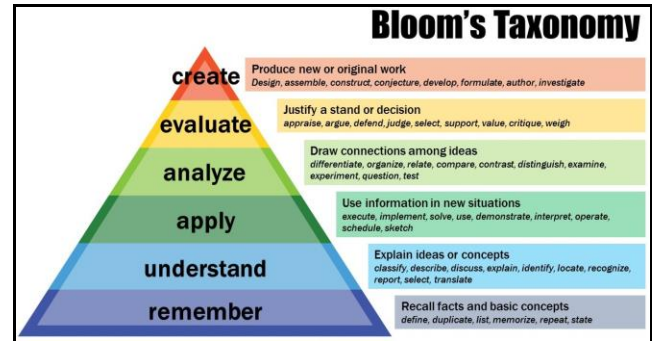 Bloom's Taxonomy
create
Produce new or original work
Design, assemble, construct, conjecture, develop, formulate, author, investigate
evaluate
Justify a stand or decision
appraise, argue, defend, judge, select, support, value, critique, weigh
analyze
Draw connections among ideas
differentiate, organize, relate, compare, contrast, distinguish, examine,
experiment, question, test
apply
Use information in new situations
execute, implement, solve, use, demonstrate, interpret, operate,
schedule, sketch
understand
Explain ideas or concepts
classify, describe, discuss, explain, identify, locate, recognize,
report, select, translate
remember
Recall facts and basic concepts
define, duplicate, list, memorize, repeat, state